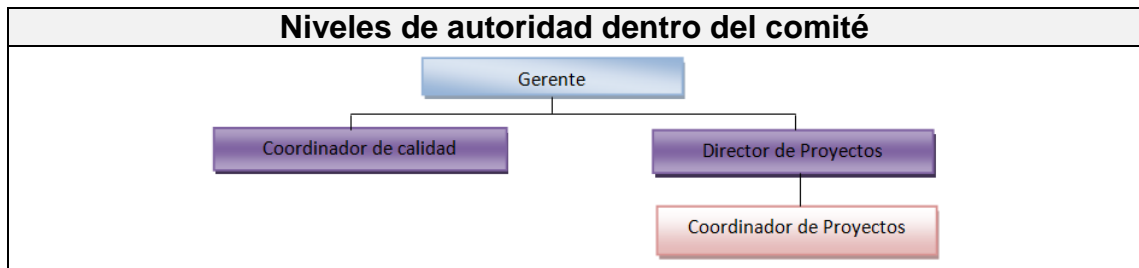 Niveles de autoridad dentro del comité
Gerente
Coordinador de calidad
Director de Proyectos
Coordinador de Proyectos